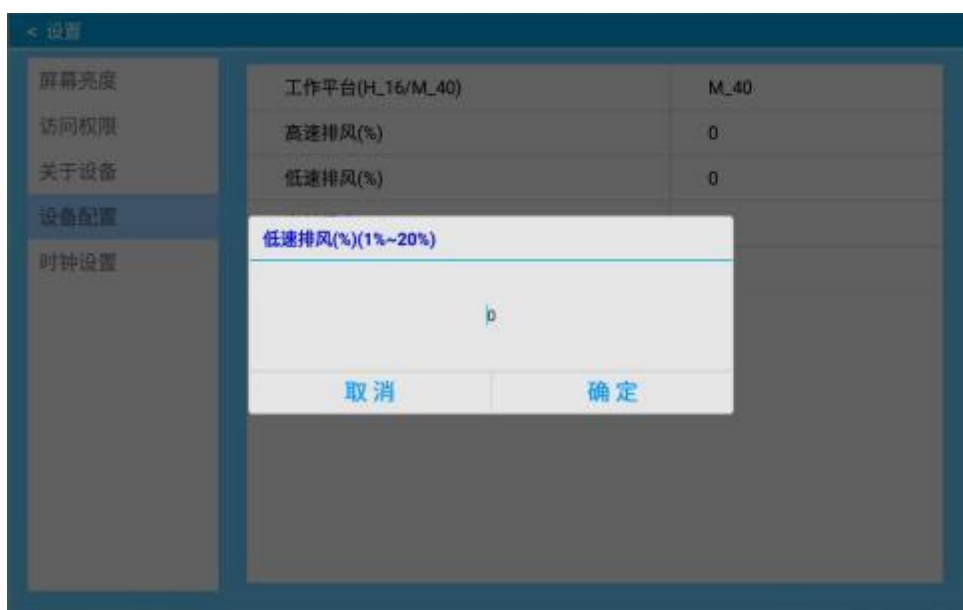 < 设置
屏幕亮度
访问权限
关于设备
设备配置
时钟设置
工作平台(H_16/M_40) M_40
高速排风(%) 0
低速排风(%) 0
低速排风(%)(1%~20%)
0
取消 确定